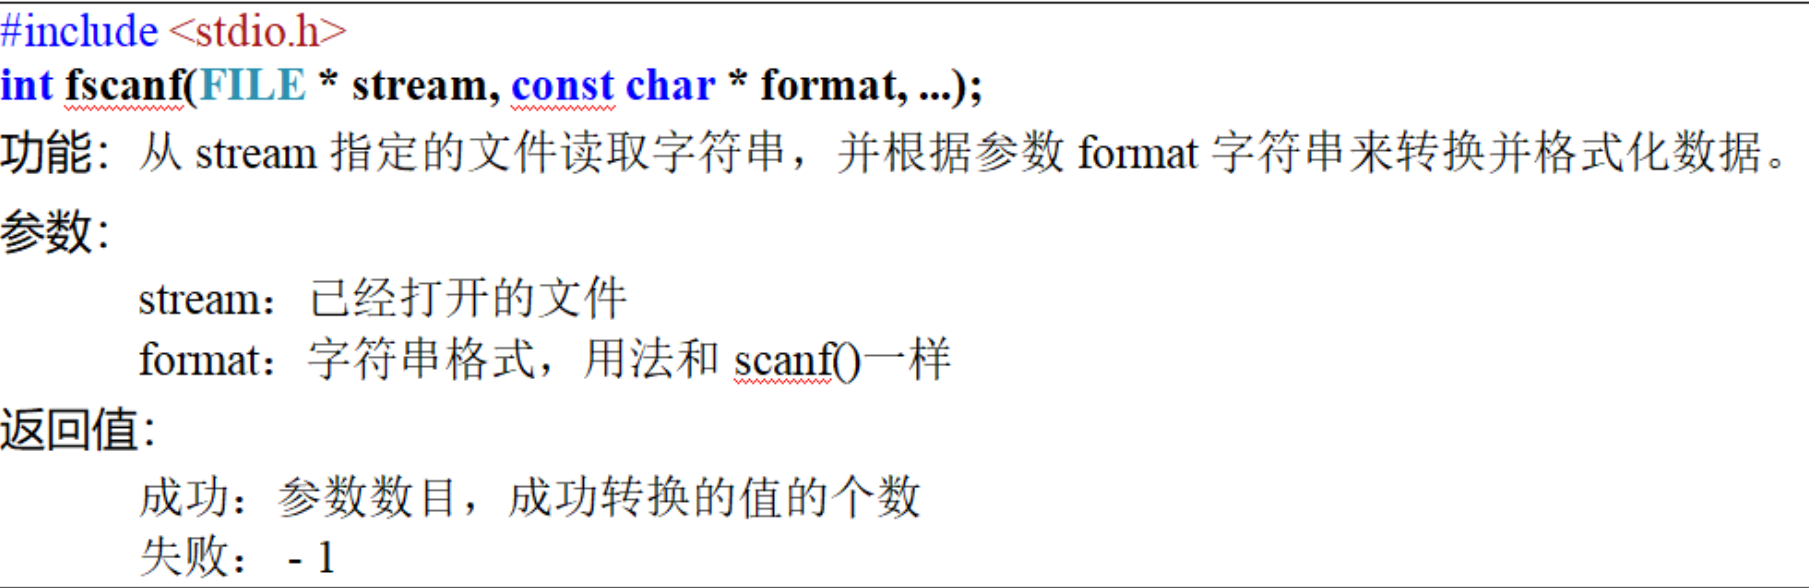 #include <stdio.h>
int fscanf(FILE * stream, const char * format, ...);
功能：从 stream 指定的文件读取字符串，并根据参数 format 字符串来转换并格式化数据。
参数：
stream：已经打开的文件
format：字符串格式，用法和 scanf()一样
返回值：
成功：参数数目，成功转换的值的个数
失败： - 1